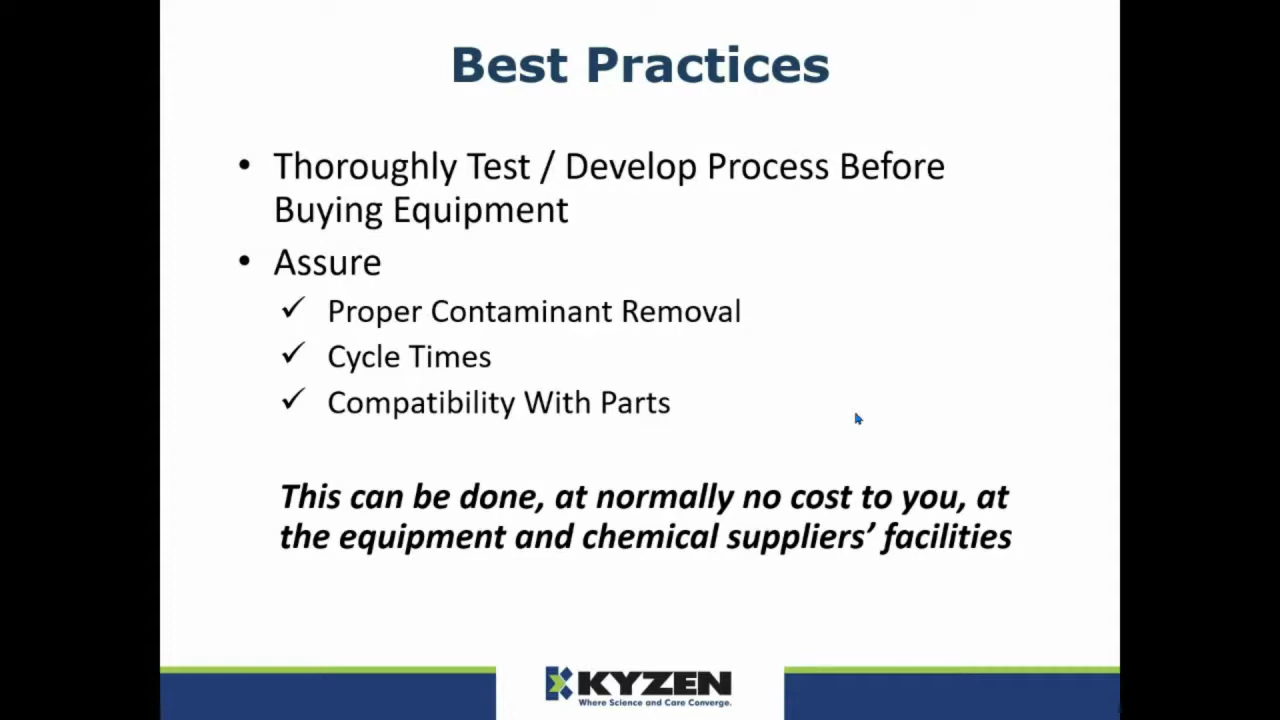 Best Practices
• Thoroughly Test / Develop Process Before
Buying Equipment
• Assure
✓ Proper Contaminant Removal
✓ Cycle Times
✓ Compatibility With Parts
This can be done, at normally no cost to you, at
the equipment and chemical suppliers’ facilities
KYZEN
Where Science and Care Converge.